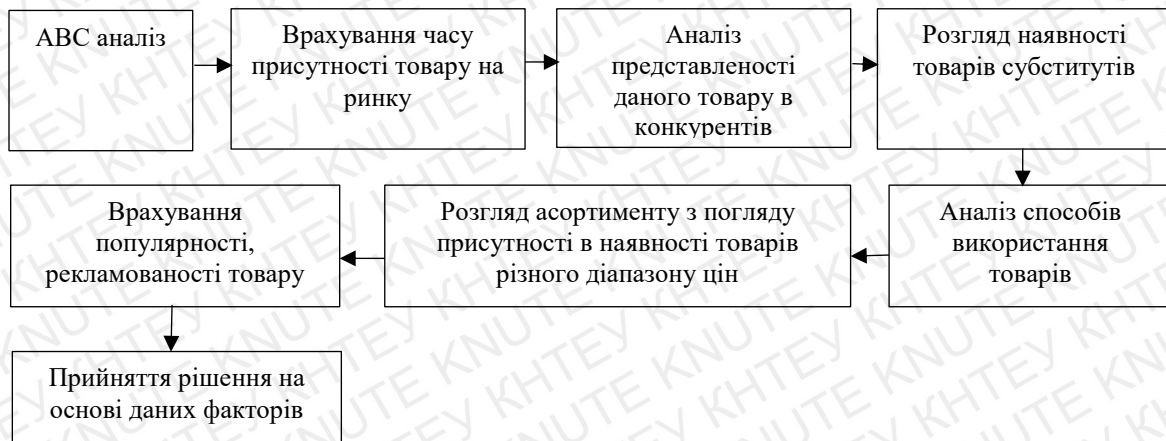 АВС аналіз
Врахування часу
присутності товару на
ринку
Аналіз
представленості
даного товару в
конкурентів
Розгляд наявності
товарів субститутів
Аналіз способів
використання
товарів
Розгляд асортименту з погляду
присутності в наявності товарів
різного діапазону цін
Врахування
популярності,
рекламованості товару
Прийняття рішення на
основі даних факторів